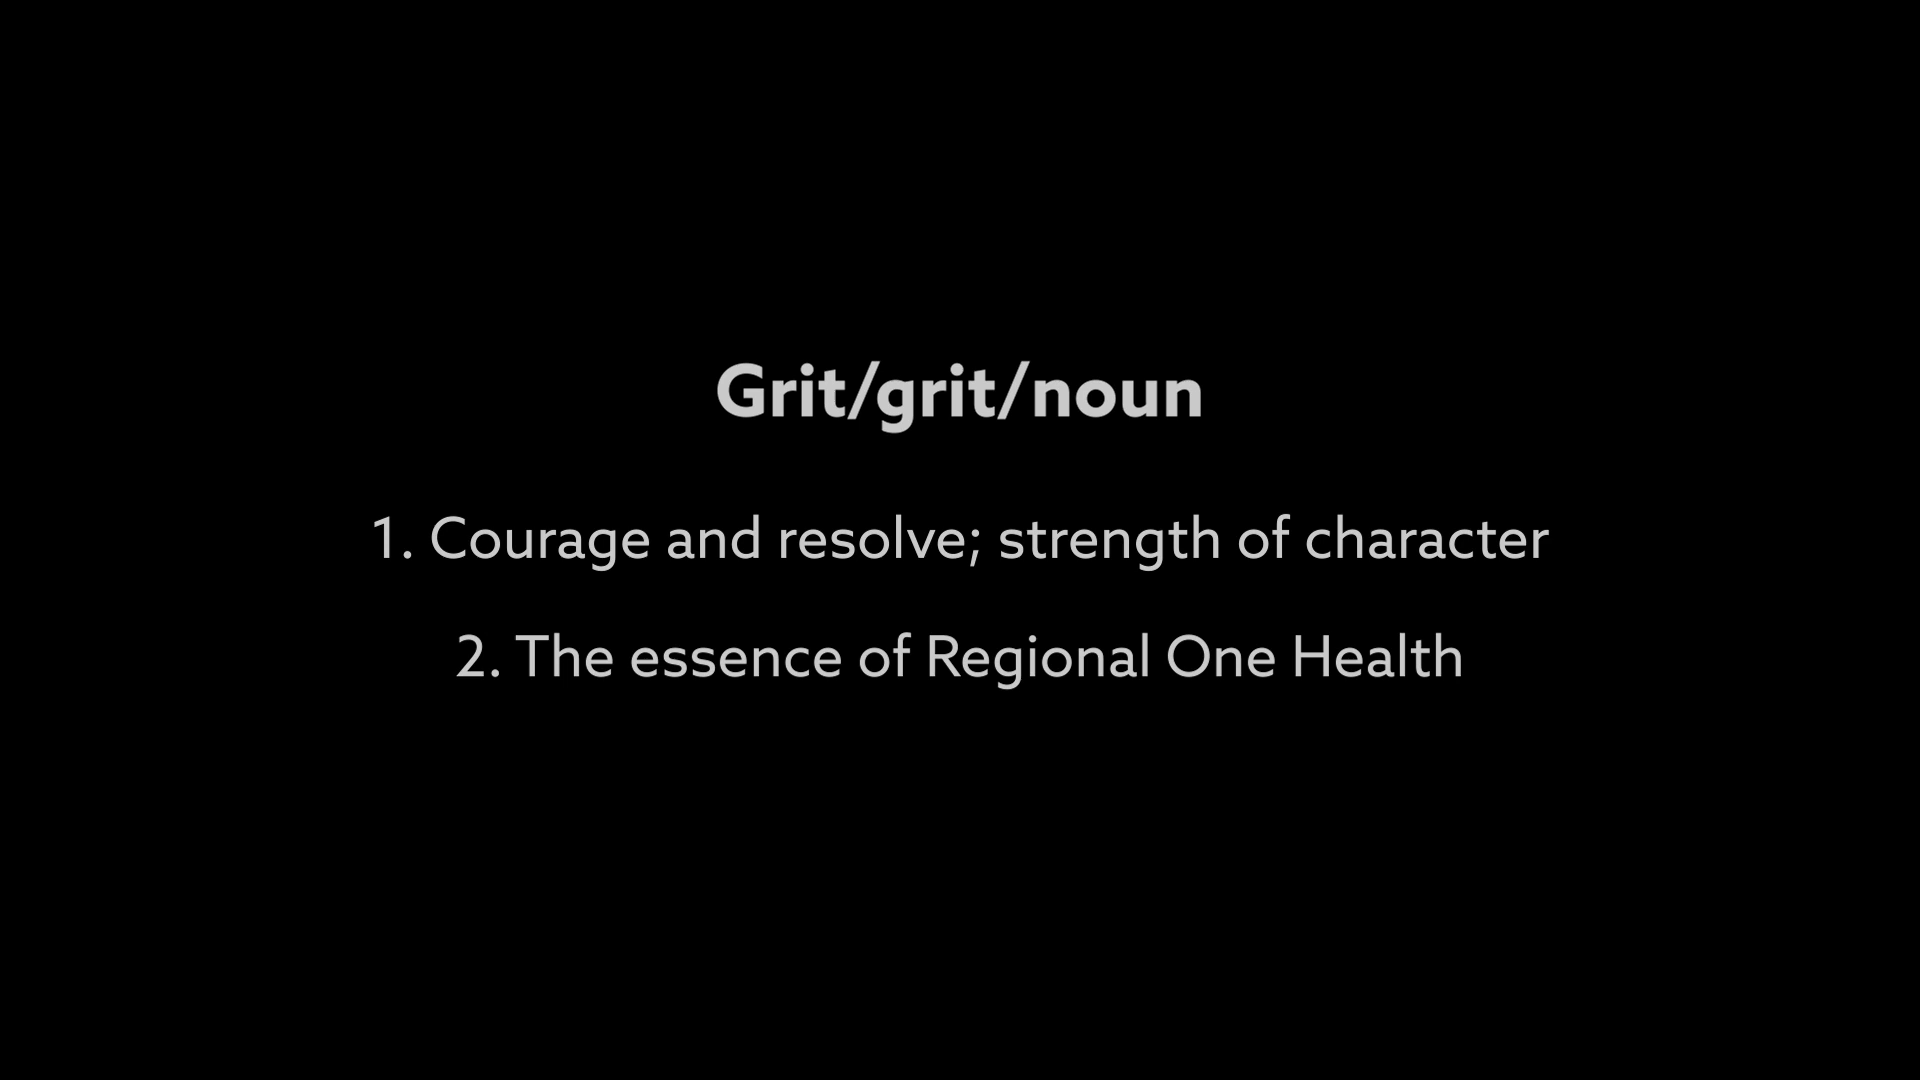 Grit/grit/noun
1. Courage and resolve; strength of character
2. The essence of Regional One Health